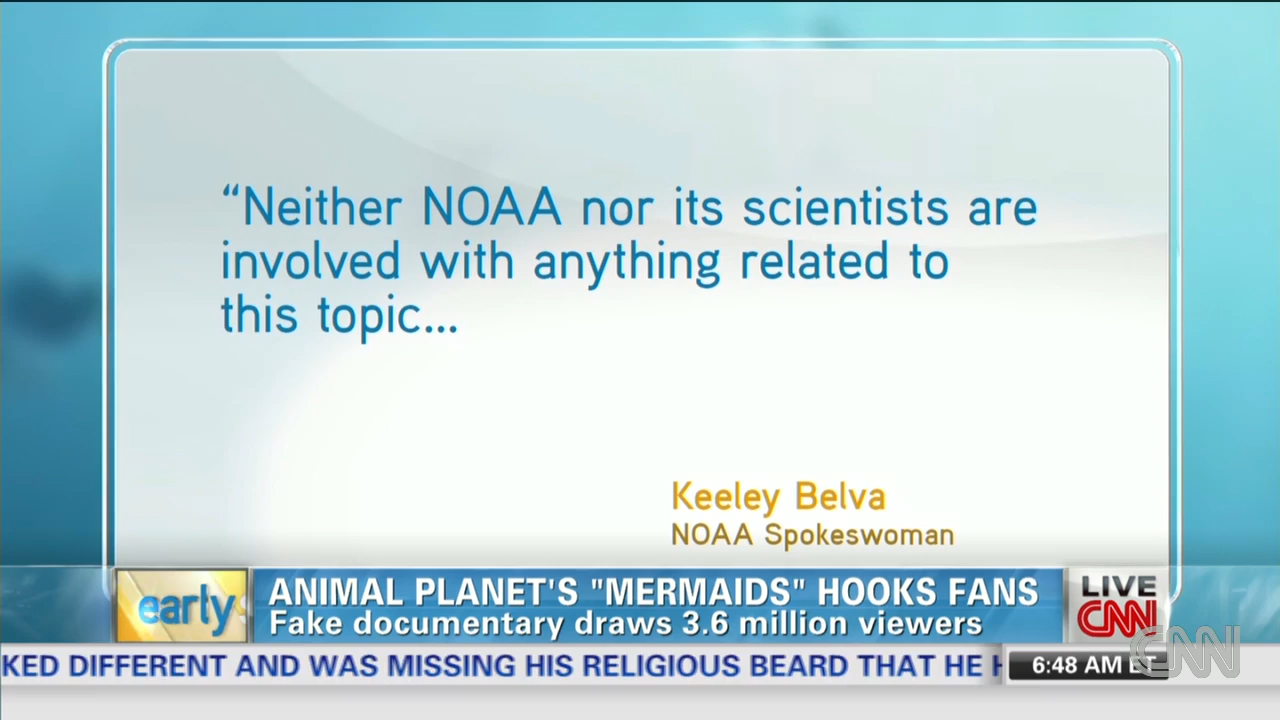 “Neither NOAA nor its scientists are
involved with anything related to
this topic...
Keeley Belva
NOAA Spokeswoman
early
ANIMAL PLANET'S "MERMAIDS" HOOKS FANS
Fake documentary draws 3.6 million viewers
LIVE
CNN
KED DIFFERENT AND WAS MISSING HIS RELIGIOUS BEARD THAT HE H
6:48 AM ET
CNN